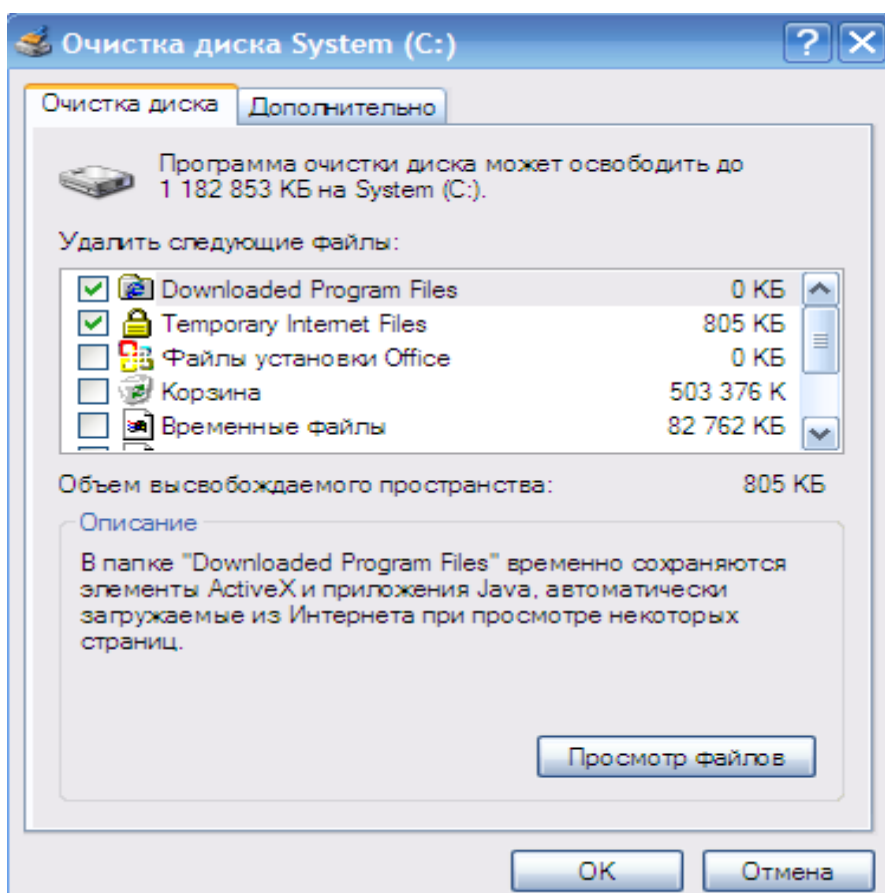 Очистка диска System (C:)
Очистка диска Дополнительно
Программа очистки диска может освободить до
1 182 853 КБ на System (C:).
Удалить следующие файлы:
Downloaded Program Files 0 КБ
Temporary Internet Files 805 КБ
Файлы установки Office 0 КБ
Корзина 503 376 К
Временные файлы 82 762 КБ
Объем высвобождаемого пространства: 805 КБ
Описание
В папке "Downloaded Program Files" временно сохраняются
элементы ActiveX и приложения Java, автоматически
загружаемые из Интернета при просмотре некоторых
страниц.
Просмотр файлов
ОК Отмена